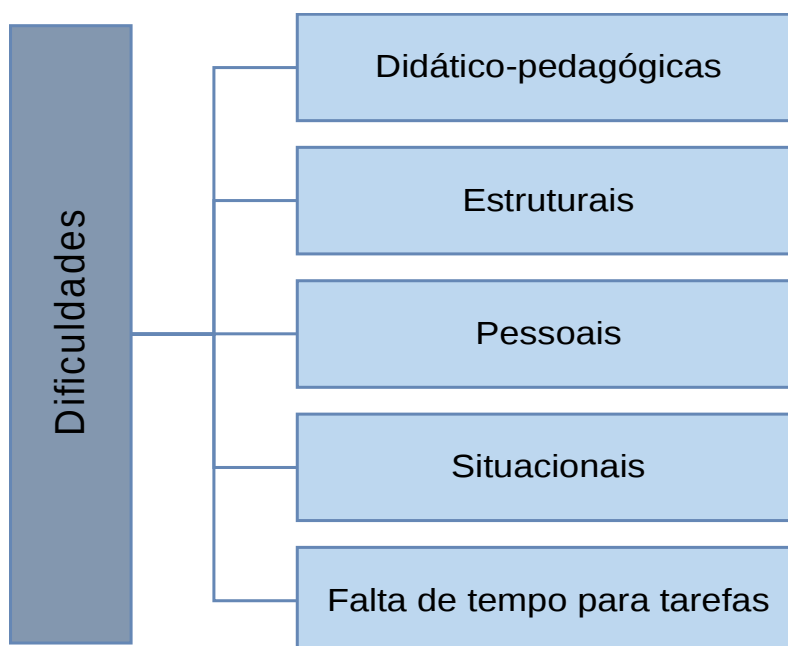 Dificuldades
Didático-pedagógicas
Estruturais
Pessoais
Situacionais
Falta de tempo para tarefas